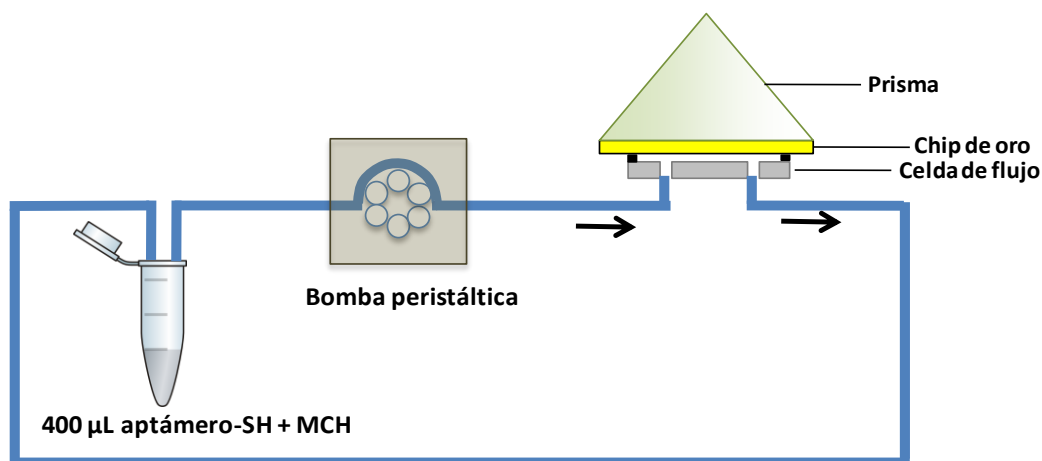 Prisma
Chip de oro
Celda de flujo
Bomba peristáltica
400 µL aptámero-SH + MCH